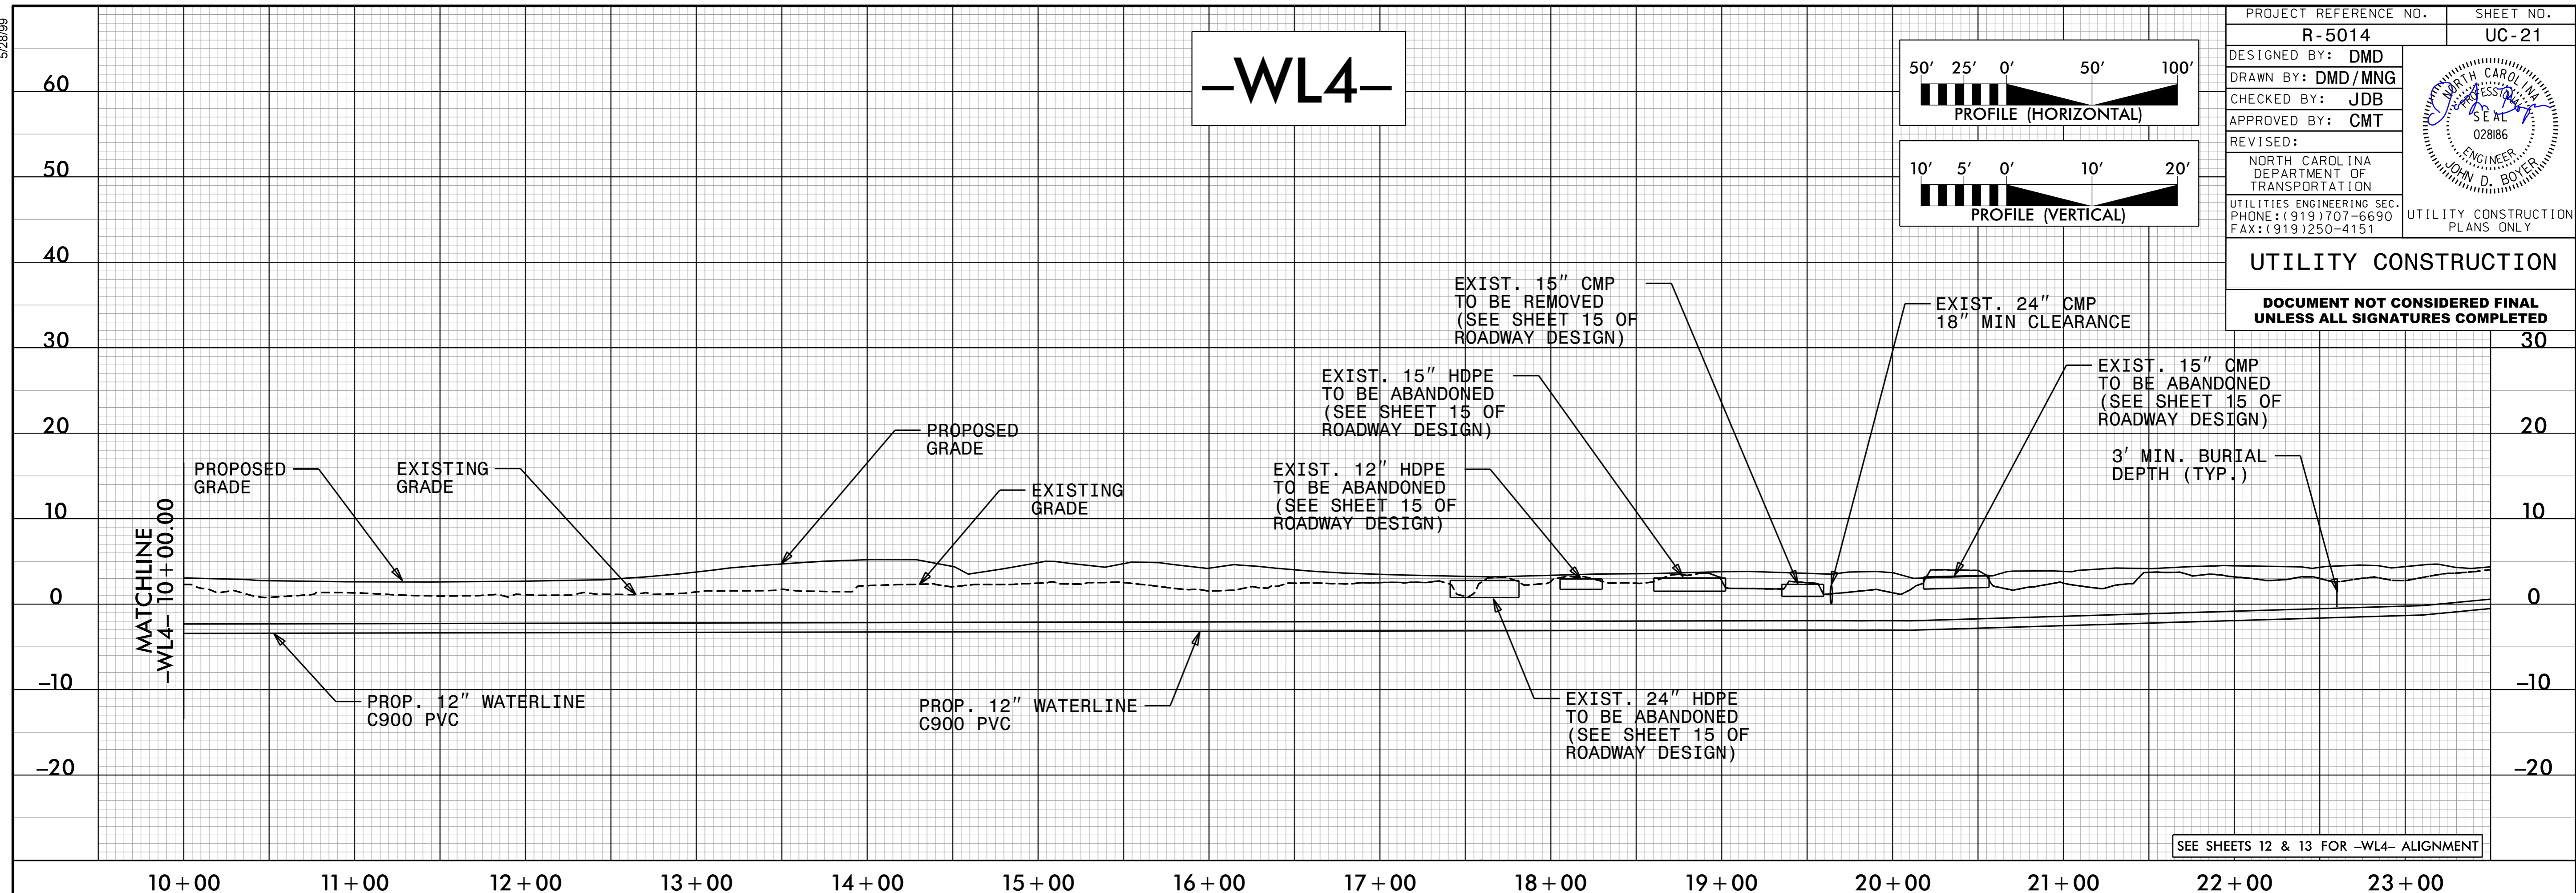 5/28/99
–WL4–
50' 25' 0' 50' 100'
PROFILE (HORIZONTAL)
10' 5' 0' 10' 20'
PROFILE (VERTICAL)
PROJECT REFERENCE NO.
SHEET NO.
R-5014
UC-21
DESIGNED BY: DMD
DRAWN BY: DMD/MNG
CHECKED BY: JDB
APPROVED BY: CMT
REVISED:
NORTH CAROLINA
DEPARTMENT OF
TRANSPORTATION
UTILITIES ENGINEERING SEC.
PHONE:(919)707-6690
FAX:(919)250-4151
NORTH CAROLINA
PROFESSIONAL
SEAL
028186
ENGINEER
JOHN D. BOYER
UTILITY CONSTRUCTION
PLANS ONLY
UTILITY CONSTRUCTION
DOCUMENT NOT CONSIDERED FINAL
UNLESS ALL SIGNATURES COMPLETED
60
50
40
30
20
10
0
–10
–20
30
20
10
0
–10
–20
MATCHLINE
–WL4– 10+00.00
PROPOSED
GRADE
EXISTING
GRADE
PROPOSED
GRADE
EXISTING
GRADE
EXIST. 12" HDPE
TO BE ABANDONED
(SEE SHEET 15 OF
ROADWAY DESIGN)
EXIST. 15" HDPE
TO BE ABANDONED
(SEE SHEET 15 OF
ROADWAY DESIGN)
EXIST. 15" CMP
TO BE REMOVED
(SEE SHEET 15 OF
ROADWAY DESIGN)
EXIST. 24" CMP
18" MIN CLEARANCE
EXIST. 15" CMP
TO BE ABANDONED
(SEE SHEET 15 OF
ROADWAY DESIGN)
3' MIN. BURIAL
DEPTH (TYP.)
PROP. 12" WATERLINE
C900 PVC
PROP. 12" WATERLINE
C900 PVC
EXIST. 24" HDPE
TO BE ABANDONED
(SEE SHEET 15 OF
ROADWAY DESIGN)
SEE SHEETS 12 & 13 FOR –WL4– ALIGNMENT
10+00 11+00 12+00 13+00 14+00 15+00 16+00 17+00 18+00 19+00 20+00 21+00 22+00 23+00